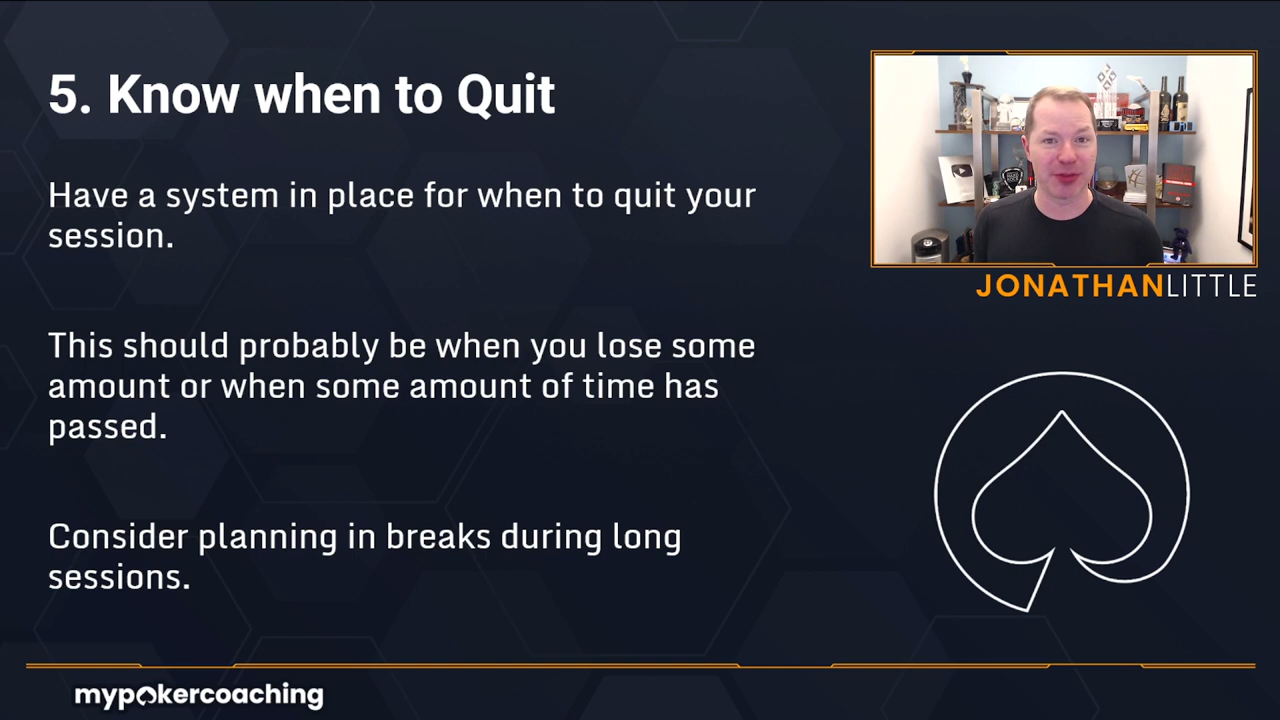 5. Know when to Quit
Have a system in place for when to quit your
session.
This should probably be when you lose some
amount or when some amount of time has
passed.
Consider planning in breaks during long
sessions.
JONATHANLITTLE
mypokercoaching